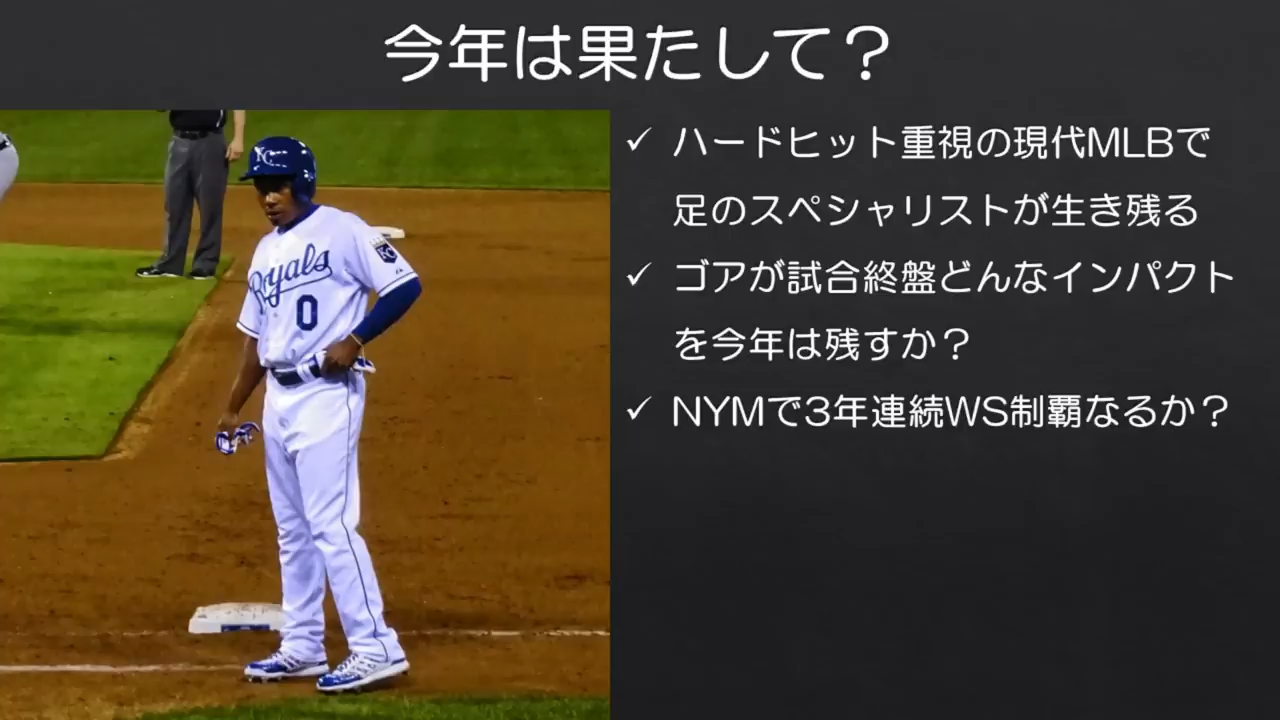 今年は果たして？
ハードヒット重視の現代MLBで
足のスペシャリストが生き残る
ゴアが試合終盤どんなインパクト
を今年は残すか？
NYMで3年連続WS制覇なるか？
KC
Royals
0
KC